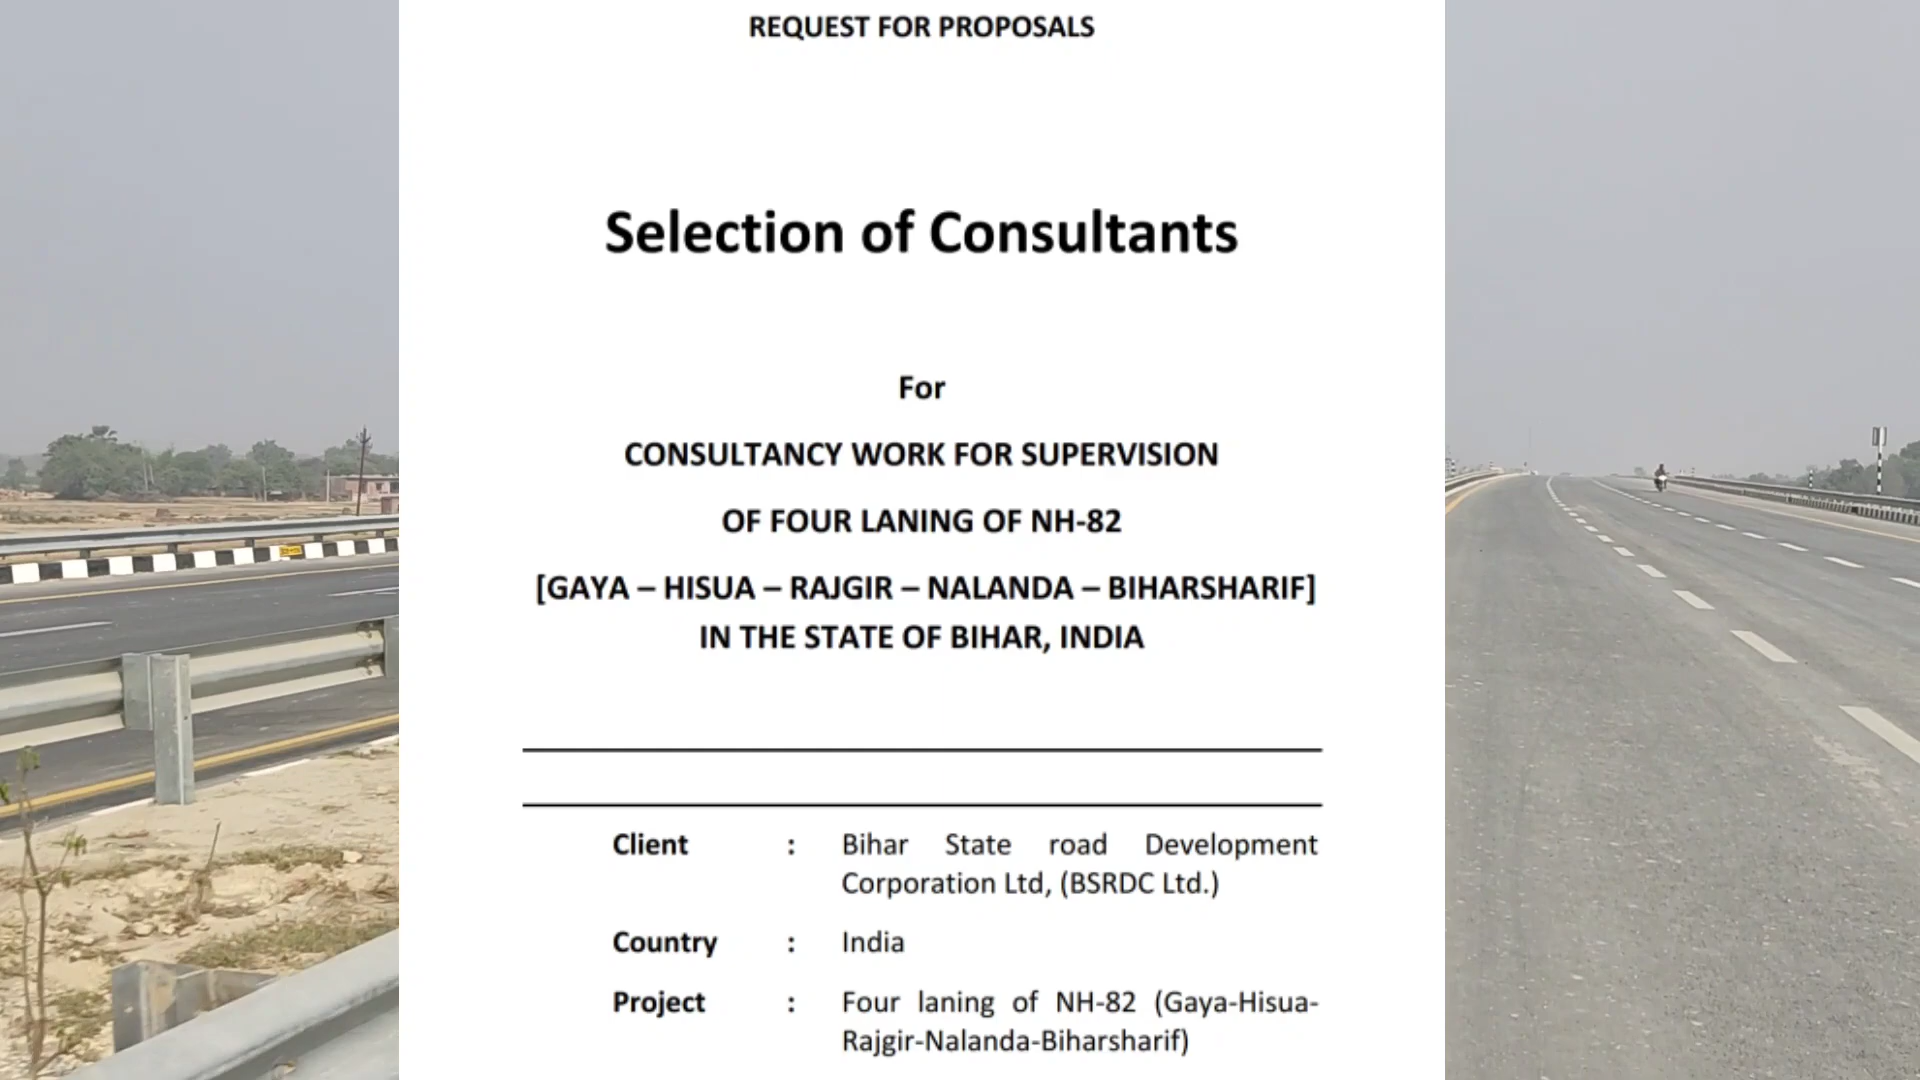 REQUEST FOR PROPOSALS
Selection of Consultants
For
CONSULTANCY WORK FOR SUPERVISION
OF FOUR LANING OF NH-82
[GAYA – HISUA – RAJGIR – NALANDA – BIHARSHARIF]
IN THE STATE OF BIHAR, INDIA
Client : Bihar State road Development
Corporation Ltd, (BSRDC Ltd.)
Country : India
Project : Four laning of NH-82 (Gaya-Hisua-
Rajgir-Nalanda-Biharsharif)